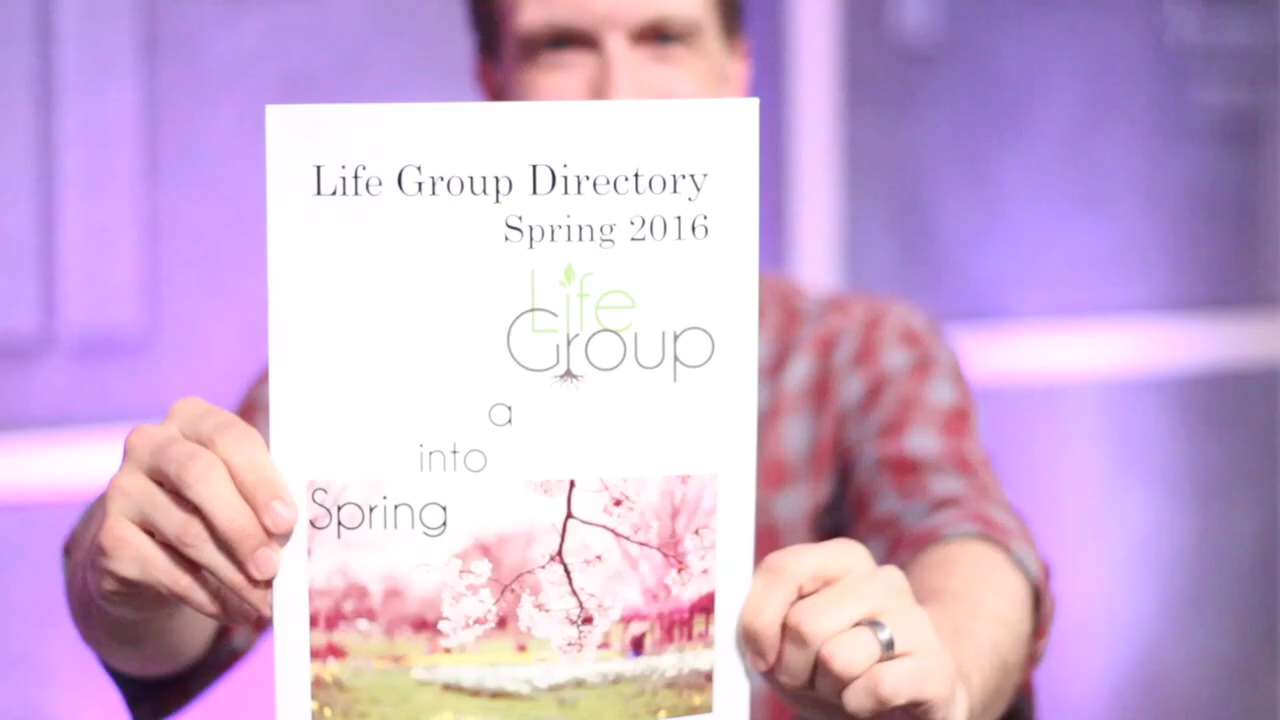 Life Group Directory
Spring 2016
Life
Group
a
into
Spring